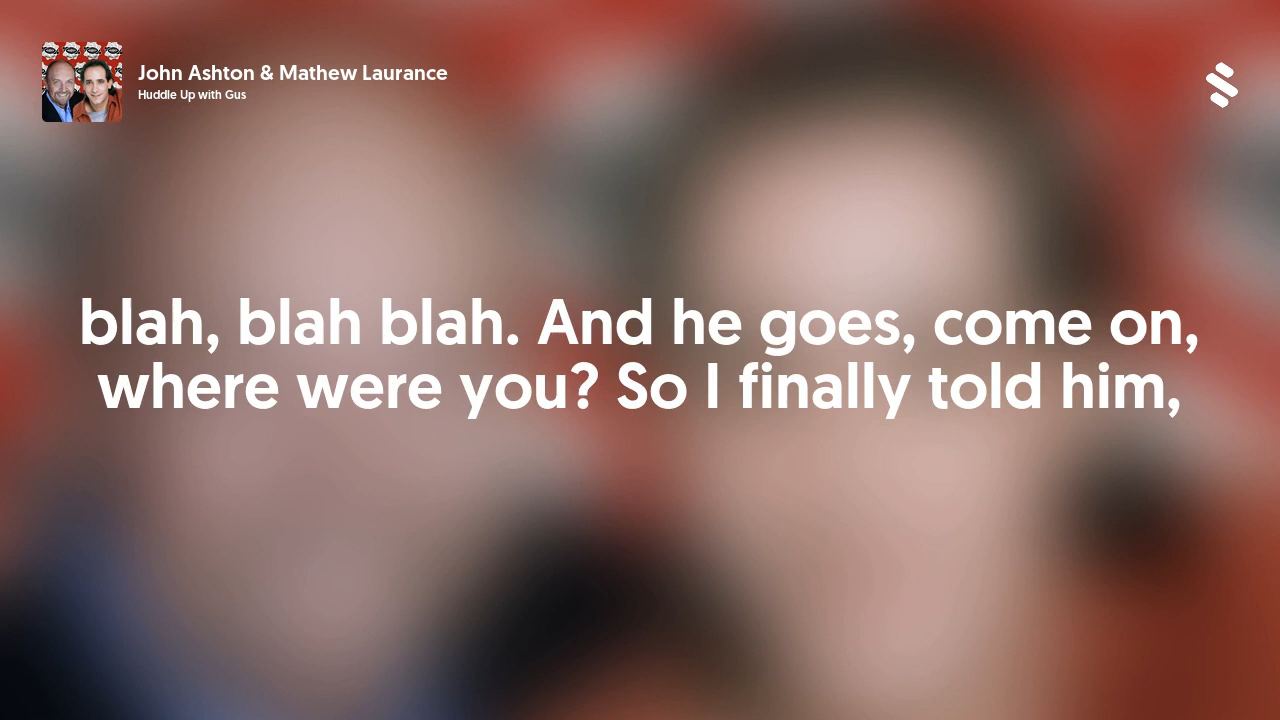 John Ashton & Mathew Laurance
Huddle Up with Gus
blah, blah blah. And he goes, come on,
where were you? So I finally told him,